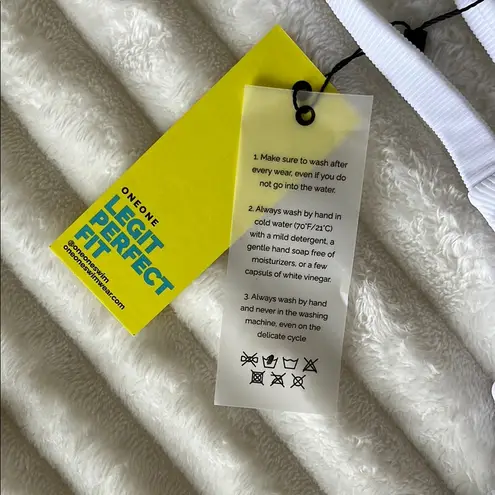 ONEONE
LEGIT
PERFECT
FIT
@oneoneswim
oneoneswimwear.com
1. Make sure to wash after
every wear, even if you do
not go into the water.
2. Always wash by hand in
cold water (70°F/21°C)
with a mild detergent, a
gentle hand soap free of
moisturizers, or a few
capsuls of white vinegar.
3. Always wash by hand
and never in the washing
machine, even on the
delicate cycle